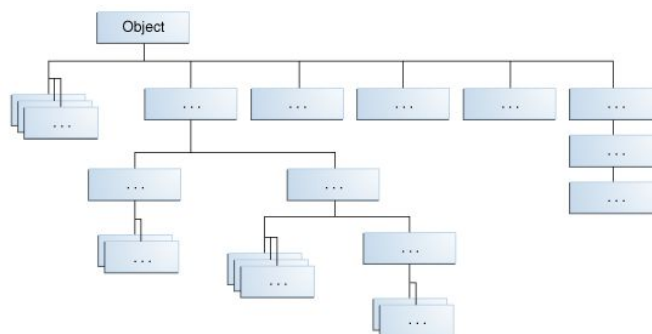 Object
. . .
. . .
. . .
. . .
. . .
. . .
. . .
. . .
. . .
. . .
. . .
. . .
. . .
. . .